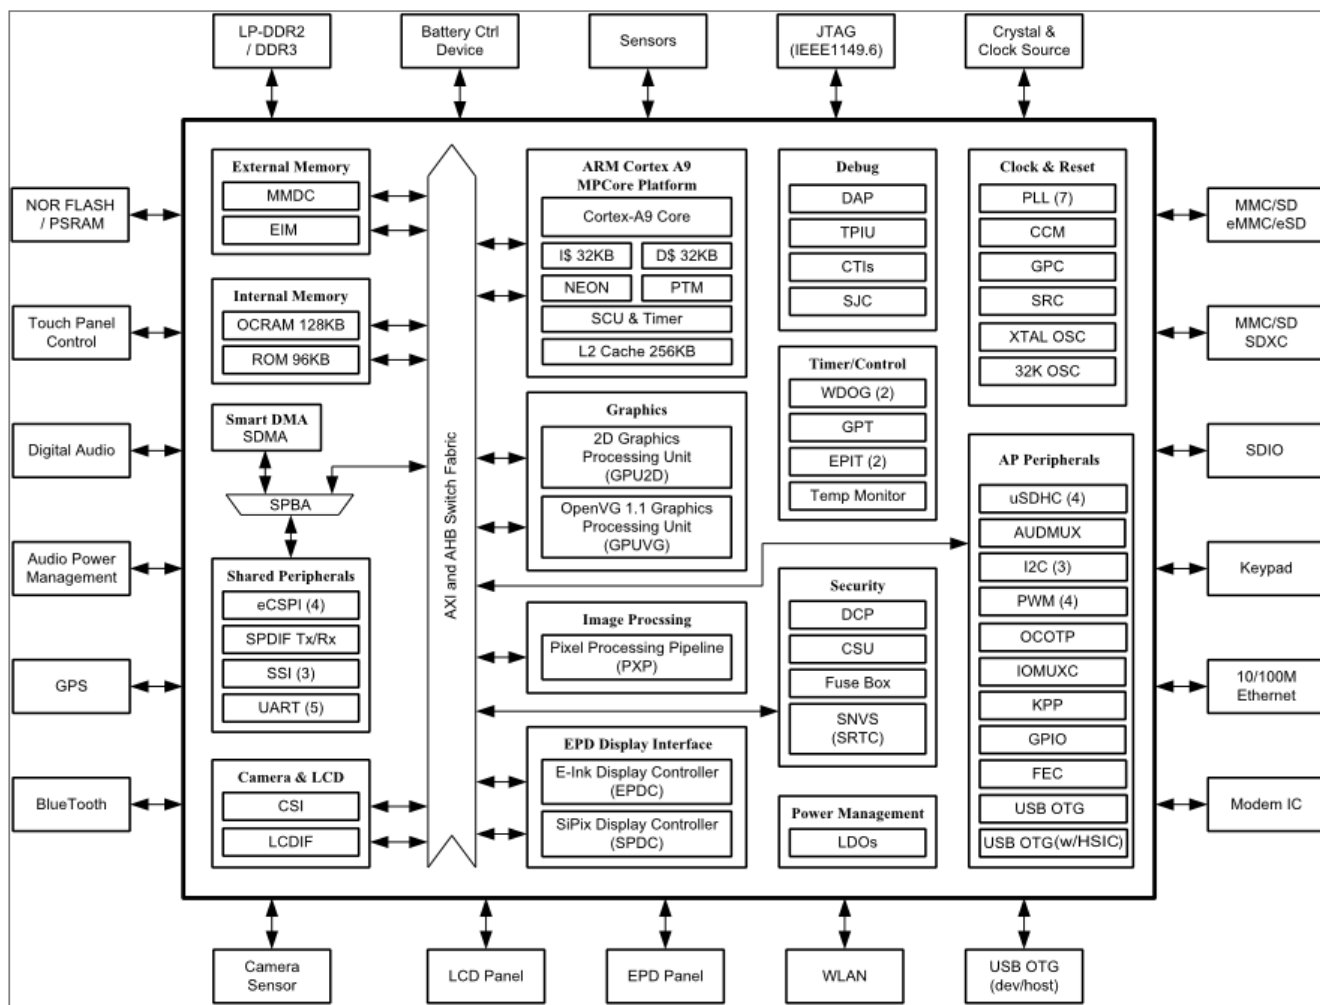 LP-DDR2
/ DDR3
Battery Ctrl
Device
Sensors
JTAG
(IEEE1149.6)
Crystal &
Clock Source
NOR FLASH
/ PSRAM
Touch Panel
Control
Digital Audio
Audio Power
Management
GPS
BlueTooth
External Memory
MMDC
EIM
Internal Memory
OCRAM 128KB
ROM 96KB
Smart DMA
SDMA
SPBA
Shared Peripherals
eCSPI (4)
SPDIF Tx/Rx
SSI (3)
UART (5)
Camera & LCD
CSI
LCDIF
AXI and AHB Switch Fabric
ARM Cortex A9
MPCore Platform
Cortex-A9 Core
I$ 32KB
D$ 32KB
NEON
PTM
SCU & Timer
L2 Cache 256KB
Graphics
2D Graphics
Processing Unit
(GPU2D)
OpenVG 1.1 Graphics
Processing Unit
(GPUVG)
Image Procssing
Pixel Processing Pipeline
(PXP)
EPD Display Interface
E-Ink Display Controller
(EPDC)
SiPix Display Controller
(SPDC)
Debug
DAP
TPIU
CTIs
SJC
Timer/Control
WDOG (2)
GPT
EPIT (2)
Temp Monitor
Security
DCP
CSU
Fuse Box
SNVS
(SRTC)
Power Management
LDOs
Clock & Reset
PLL (7)
CCM
GPC
SRC
XTAL OSC
32K OSC
AP Peripherals
uSDHC (4)
AUDMUX
I2C (3)
PWM (4)
OCOTP
IOMUXC
KPP
GPIO
FEC
USB OTG
USB OTG(w/HSIC)
MMC/SD
eMMC/eSD
MMC/SD
SDXC
SDIO
Keypad
10/100M
Ethernet
Modem IC
Camera
Sensor
LCD Panel
EPD Panel
WLAN
USB OTG
(dev/host)